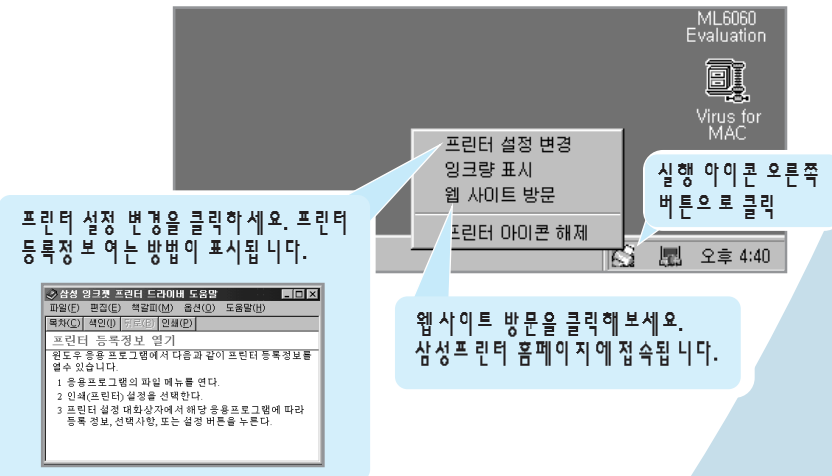 ML6060
Evaluation
Virus for
MAC
프린터 설정 변경
잉크량 표시
웹 사이트 방문
프린터 아이콘 해제
실행 아이콘 오른쪽
버튼으로 클릭
오후 4:40
프린터 설정 변경을 클릭하세요. 프린터
등록정보 여는 방법이 표시됩니다.
삼성 잉크젯 프린터 드라이버 도움말
파일(F) 편집(E) 책갈피(M) 옵션(O) 도움말(H)
목차(C) 색인(I) 뒤로(B) 인쇄(P)
프린터 등록정보 열기
윈도우 응용 프로그램에서 다음과 같이 프린터 등록정보를
열수 있습니다.
1 응용프로그램의 파일 메뉴를 연다.
2 인쇄(프린터) 설정을 선택한다.
3 프린터 설정 대화상자에서 해당 응용프로그램에 따라
등록 정보, 선택사항, 또는 설정 버튼을 누른다.
웹사이트 방문을 클릭해보세요.
삼성프린터 홈페이지에 접속됩니다.